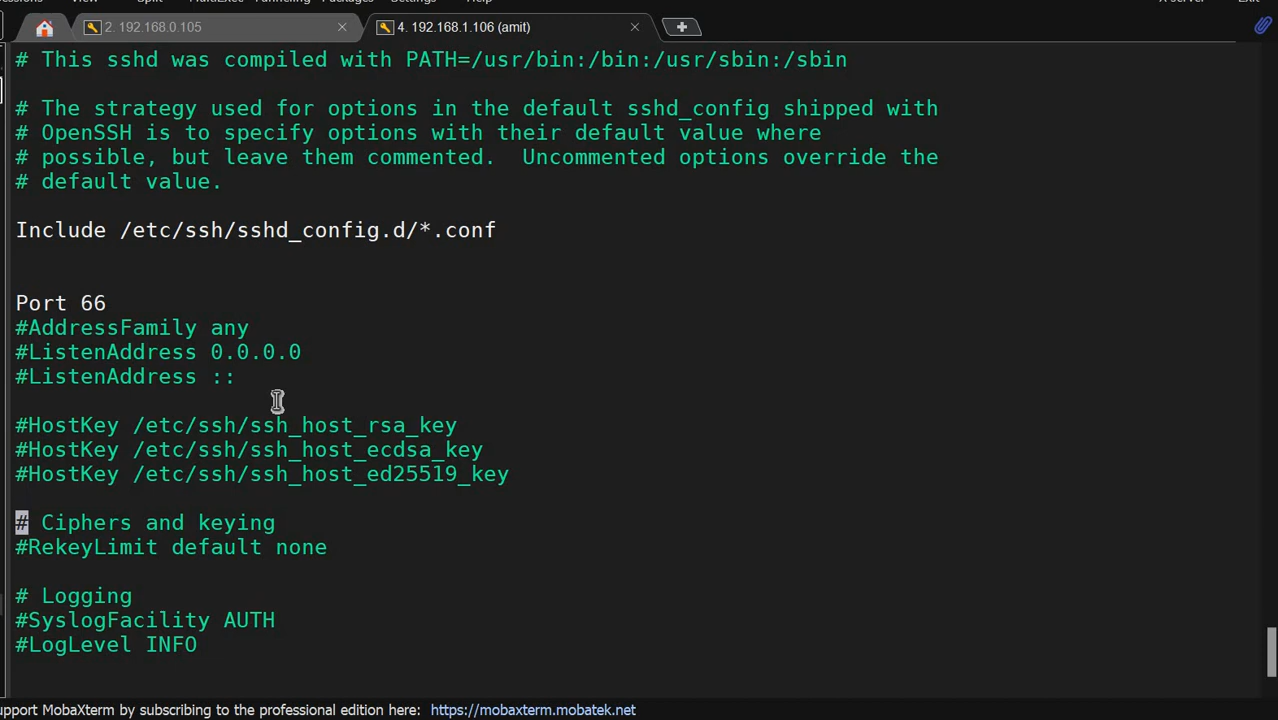 2. 192.168.0.105
4. 192.168.1.106 (amit)
# This sshd was compiled with PATH=/usr/bin:/bin:/usr/sbin:/sbin
# The strategy used for options in the default sshd_config shipped with
# OpenSSH is to specify options with their default value where
# possible, but leave them commented.  Uncommented options override the
# default value.
Include /etc/ssh/sshd_config.d/*.conf
Port 66
#AddressFamily any
#ListenAddress 0.0.0.0
#ListenAddress ::
#HostKey /etc/ssh/ssh_host_rsa_key
#HostKey /etc/ssh/ssh_host_ecdsa_key
#HostKey /etc/ssh/ssh_host_ed25519_key
# Ciphers and keying
#RekeyLimit default none
# Logging
#SyslogFacility AUTH
#LogLevel INFO
upport MobaXterm by subscribing to the professional edition here: https://mobaxterm.mobatek.net